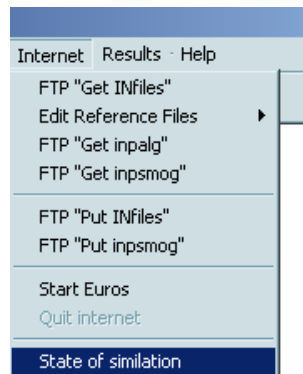 Internet Results - Help
FTP "Get INfiles"
Edit Reference Files
FTP "Get inpalg"
FTP "Get inpsmog"
FTP "Put INfiles"
FTP "Put inpsmog"
Start Euros
Quit internet
State of similation